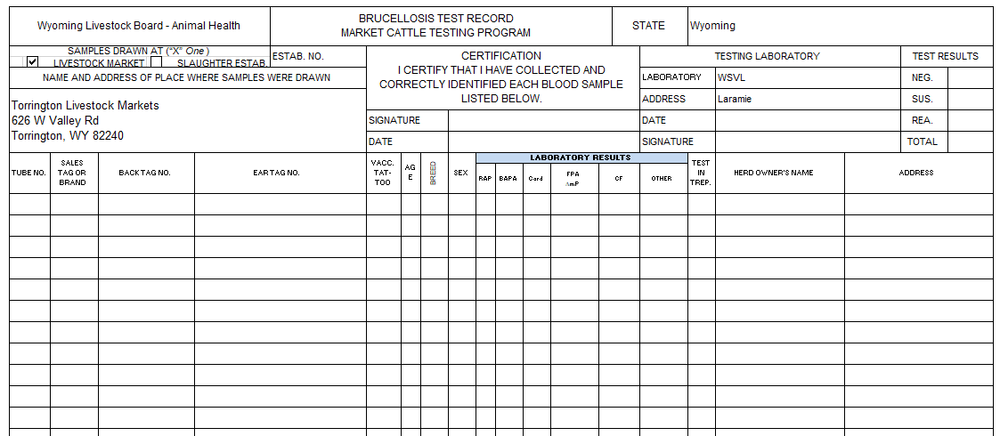 Wyoming Livestock Board - Animal Health
BRUCELLOSIS TEST RECORD
MARKET CATTLE TESTING PROGRAM
STATE
Wyoming
SAMPLES DRAWN AT ("X" One)
LIVESTOCK MARKET
SLAUGHTER ESTAB.
ESTAB. NO.
NAME AND ADDRESS OF PLACE WHERE SAMPLES WERE DRAWN
Torrington Livestock Markets
626 W Valley Rd
Torrington, WY 82240
CERTIFICATION
I CERTIFY THAT I HAVE COLLECTED AND
CORRECTLY IDENTIFIED EACH BLOOD SAMPLE
LISTED BELOW.
SIGNATURE
DATE
TESTING LABORATORY
LABORATORY WSVL
ADDRESS Laramie
DATE
SIGNATURE
TEST RESULTS
NEG.
SUS.
REA.
TOTAL
TUBE NO.
SALES
TAG OR
BRAND
BACK TAG NO.
EAR TAG NO.
VACC.
TAT-
TOO
AG
E
BREED
SEX
LABORATORY RESULTS
RAP
BAPA
Card
FPA
ΔmP
CF
OTHER
TEST
IN
TREP.
HERD OWNER'S NAME
ADDRESS